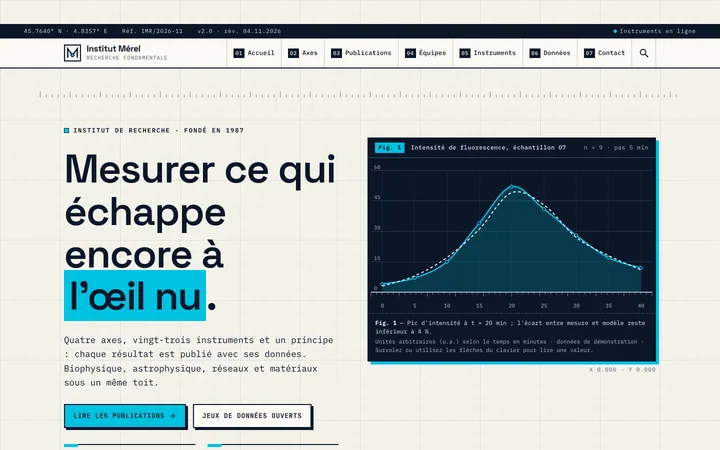 45.7640° N · 4.8357° E Réf. IMR/2026-11 v2.0 · rév. 04.11.2026 Instruments en ligne
Institut Mérel
RECHERCHE FONDAMENTALE
01 Accueil 02 Axes 03 Publications 04 Équipes 05 Instruments 06 Données 07 Contact
INSTITUT DE RECHERCHE · FONDÉ EN 1987
Mesurer ce qui
échappe
encore à
l’œil nu.
Quatre axes, vingt-trois instruments et un principe
: chaque résultat est publié avec ses données.
Biophysique, astrophysique, réseaux et matériaux
sous un même toit.
LIRE LES PUBLICATIONS → JEUX DE DONNÉES OUVERTS
Fig. 1 Intensité de fluorescence, échantillon 07 n = 9 · pas 5 min
60
45
30
15
0
0 5 10 15 20 25 30 35 40
Fig. 1 — Pic d'intensité à t = 20 min ; l'écart entre mesure et modèle reste
inférieur à 4 %.
Unités arbitraires (u.a.) selon le temps en minutes · données de démonstration ·
Survolez ou utilisez les flèches du clavier pour lire une valeur.
X 0.000 · Y 0.000